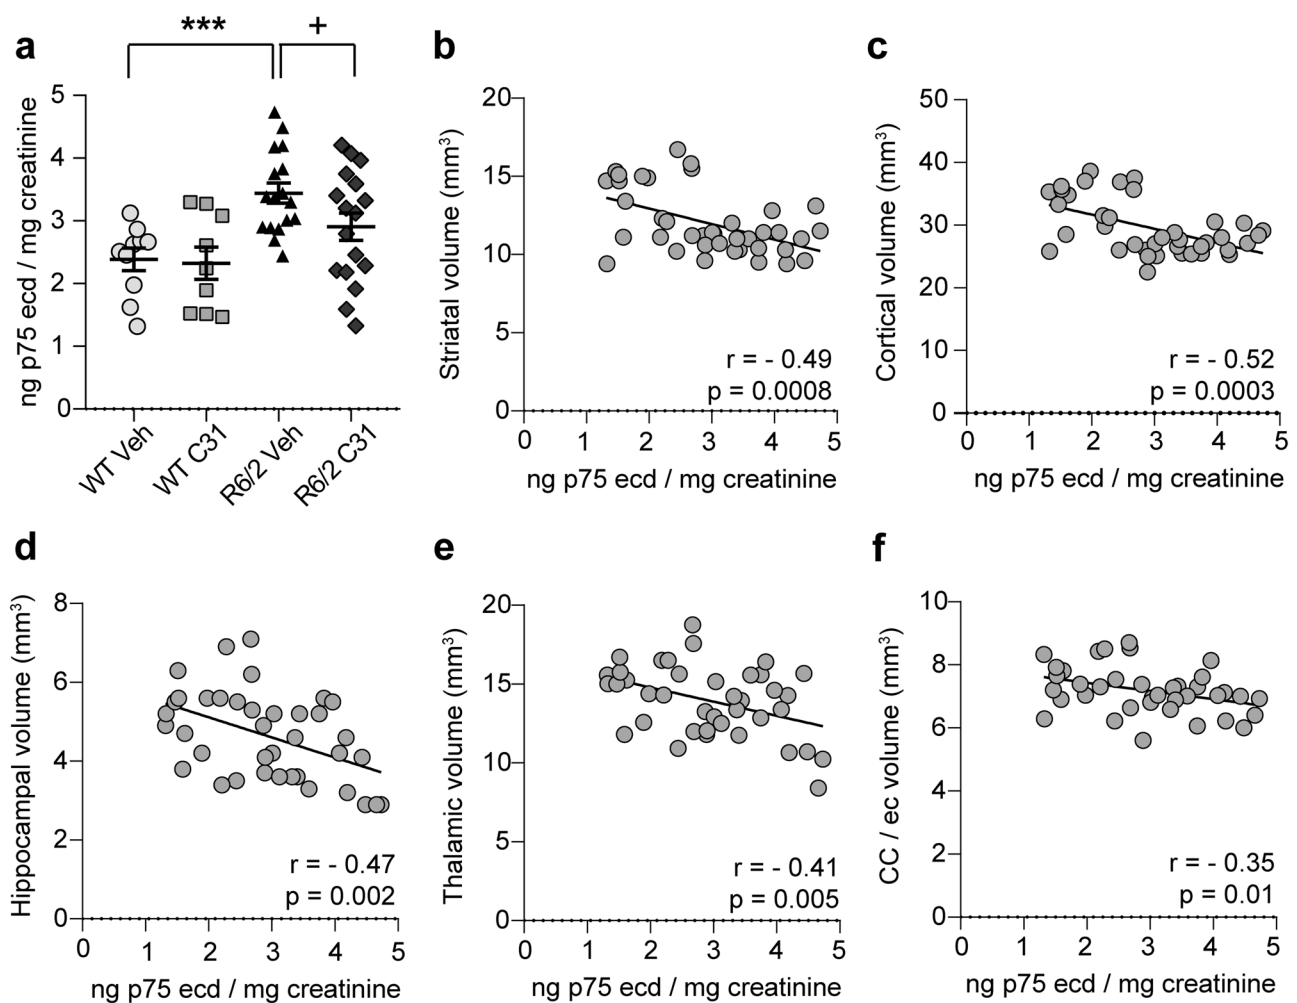 a
***
+
ng p75 ecd / mg creatinine
5
4
3
2
1
0
WT Veh
WT C31
R6/2 Veh
R6/2 C31
b
Striatal volume (mm³)
20
15
10
5
0
r = - 0.49
p = 0.0008
0 1 2 3 4 5
ng p75 ecd / mg creatinine
c
Cortical volume (mm³)
50
40
30
20
10
0
r = - 0.52
p = 0.0003
0 1 2 3 4 5
ng p75 ecd / mg creatinine
d
Hippocampal volume (mm³)
8
6
4
2
0
r = - 0.47
p = 0.002
0 1 2 3 4 5
ng p75 ecd / mg creatinine
e
Thalamic volume (mm³)
20
15
10
5
0
r = - 0.41
p = 0.005
0 1 2 3 4 5
ng p75 ecd / mg creatinine
f
CC / ec volume (mm³)
10
8
6
4
2
0
r = - 0.35
p = 0.01
0 1 2 3 4 5
ng p75 ecd / mg creatinine